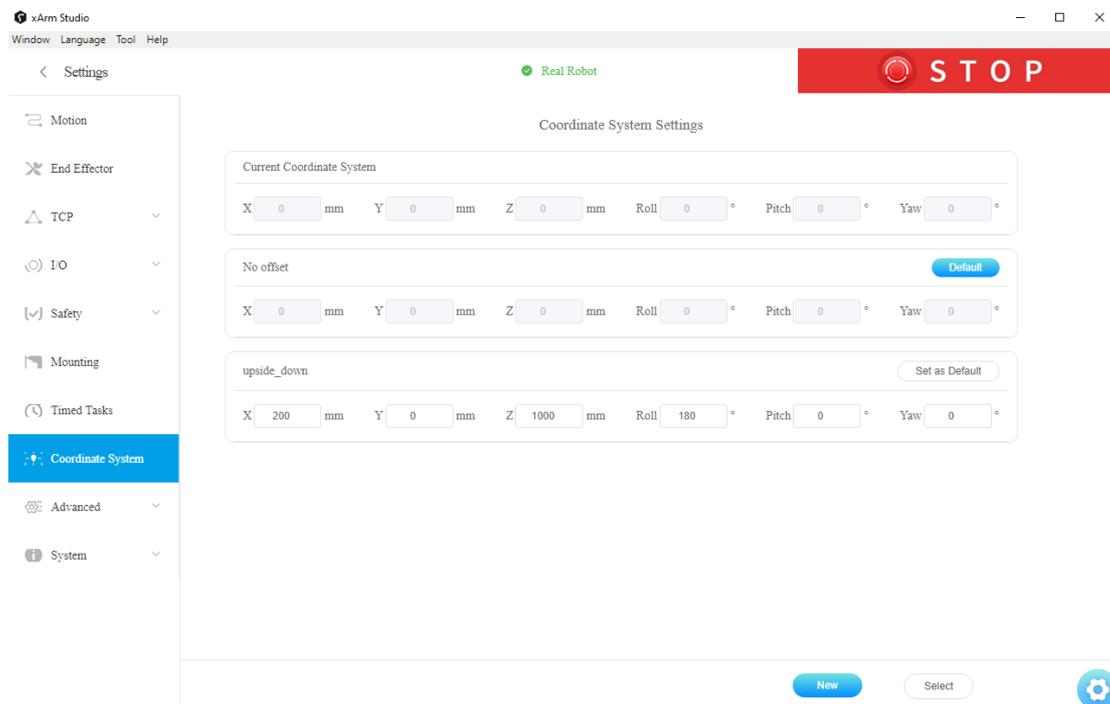 xArm Studio
Window Language Tool Help
Settings
Real Robot
STOP
Motion
End Effector
TCP
I/O
Safety
Mounting
Timed Tasks
Coordinate System
Advanced
System
Coordinate System Settings
Current Coordinate System
X 0 mm Y 0 mm Z 0 mm Roll 0 ° Pitch 0 ° Yaw 0 °
No offset Default
X 0 mm Y 0 mm Z 0 mm Roll 0 ° Pitch 0 ° Yaw 0 °
upside_down Set as Default
X 200 mm Y 0 mm Z 1000 mm Roll 180 ° Pitch 0 ° Yaw 0 °
New Select